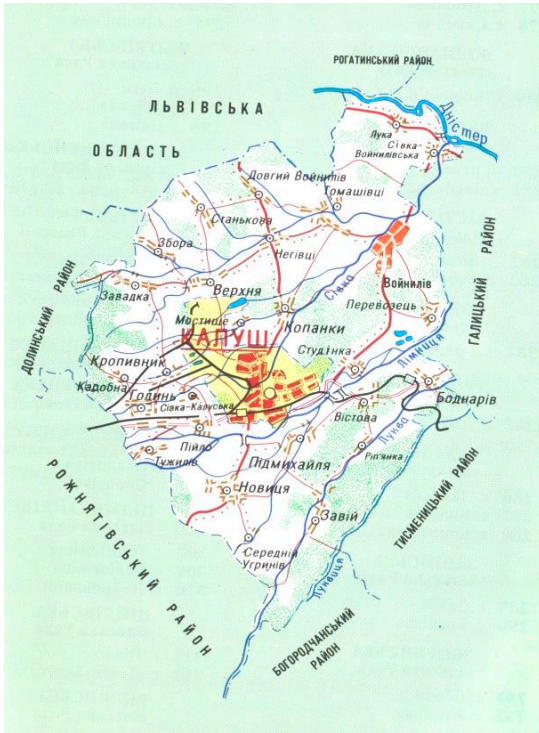 РОГАТИНСЬКИЙ РАЙОН
ЛЬВІВСЬКА
ОБЛАСТЬ
Дністер
Лука
Сівка
Войнилівська
Довгий Войнилів
Томашівці
Станькова
Збора
Негівці
ГАЛИЦЬКИЙ РАЙОН
ДОЛИНСЬКИЙ РАЙОН
Завадка
Верхня
Сівка
Войнилів
Перевозець
Мостище
Копанки
КАЛУШ
Студінка
Лімниця
Кропивник
Кадобна
Годинь
Сівка-Калуська
Боднарів
Вістова
Луква
Пійло
Тужилів
Підмихайля
Ріп'янка
Новиця
Завій
ТИСМЕНИЦЬКИЙ РАЙОН
РОЖНЯТІВСЬКИЙ РАЙОН
Середній
Угринів
Луквиця
БОГОРОДЧАНСЬКИЙ
РАЙОН